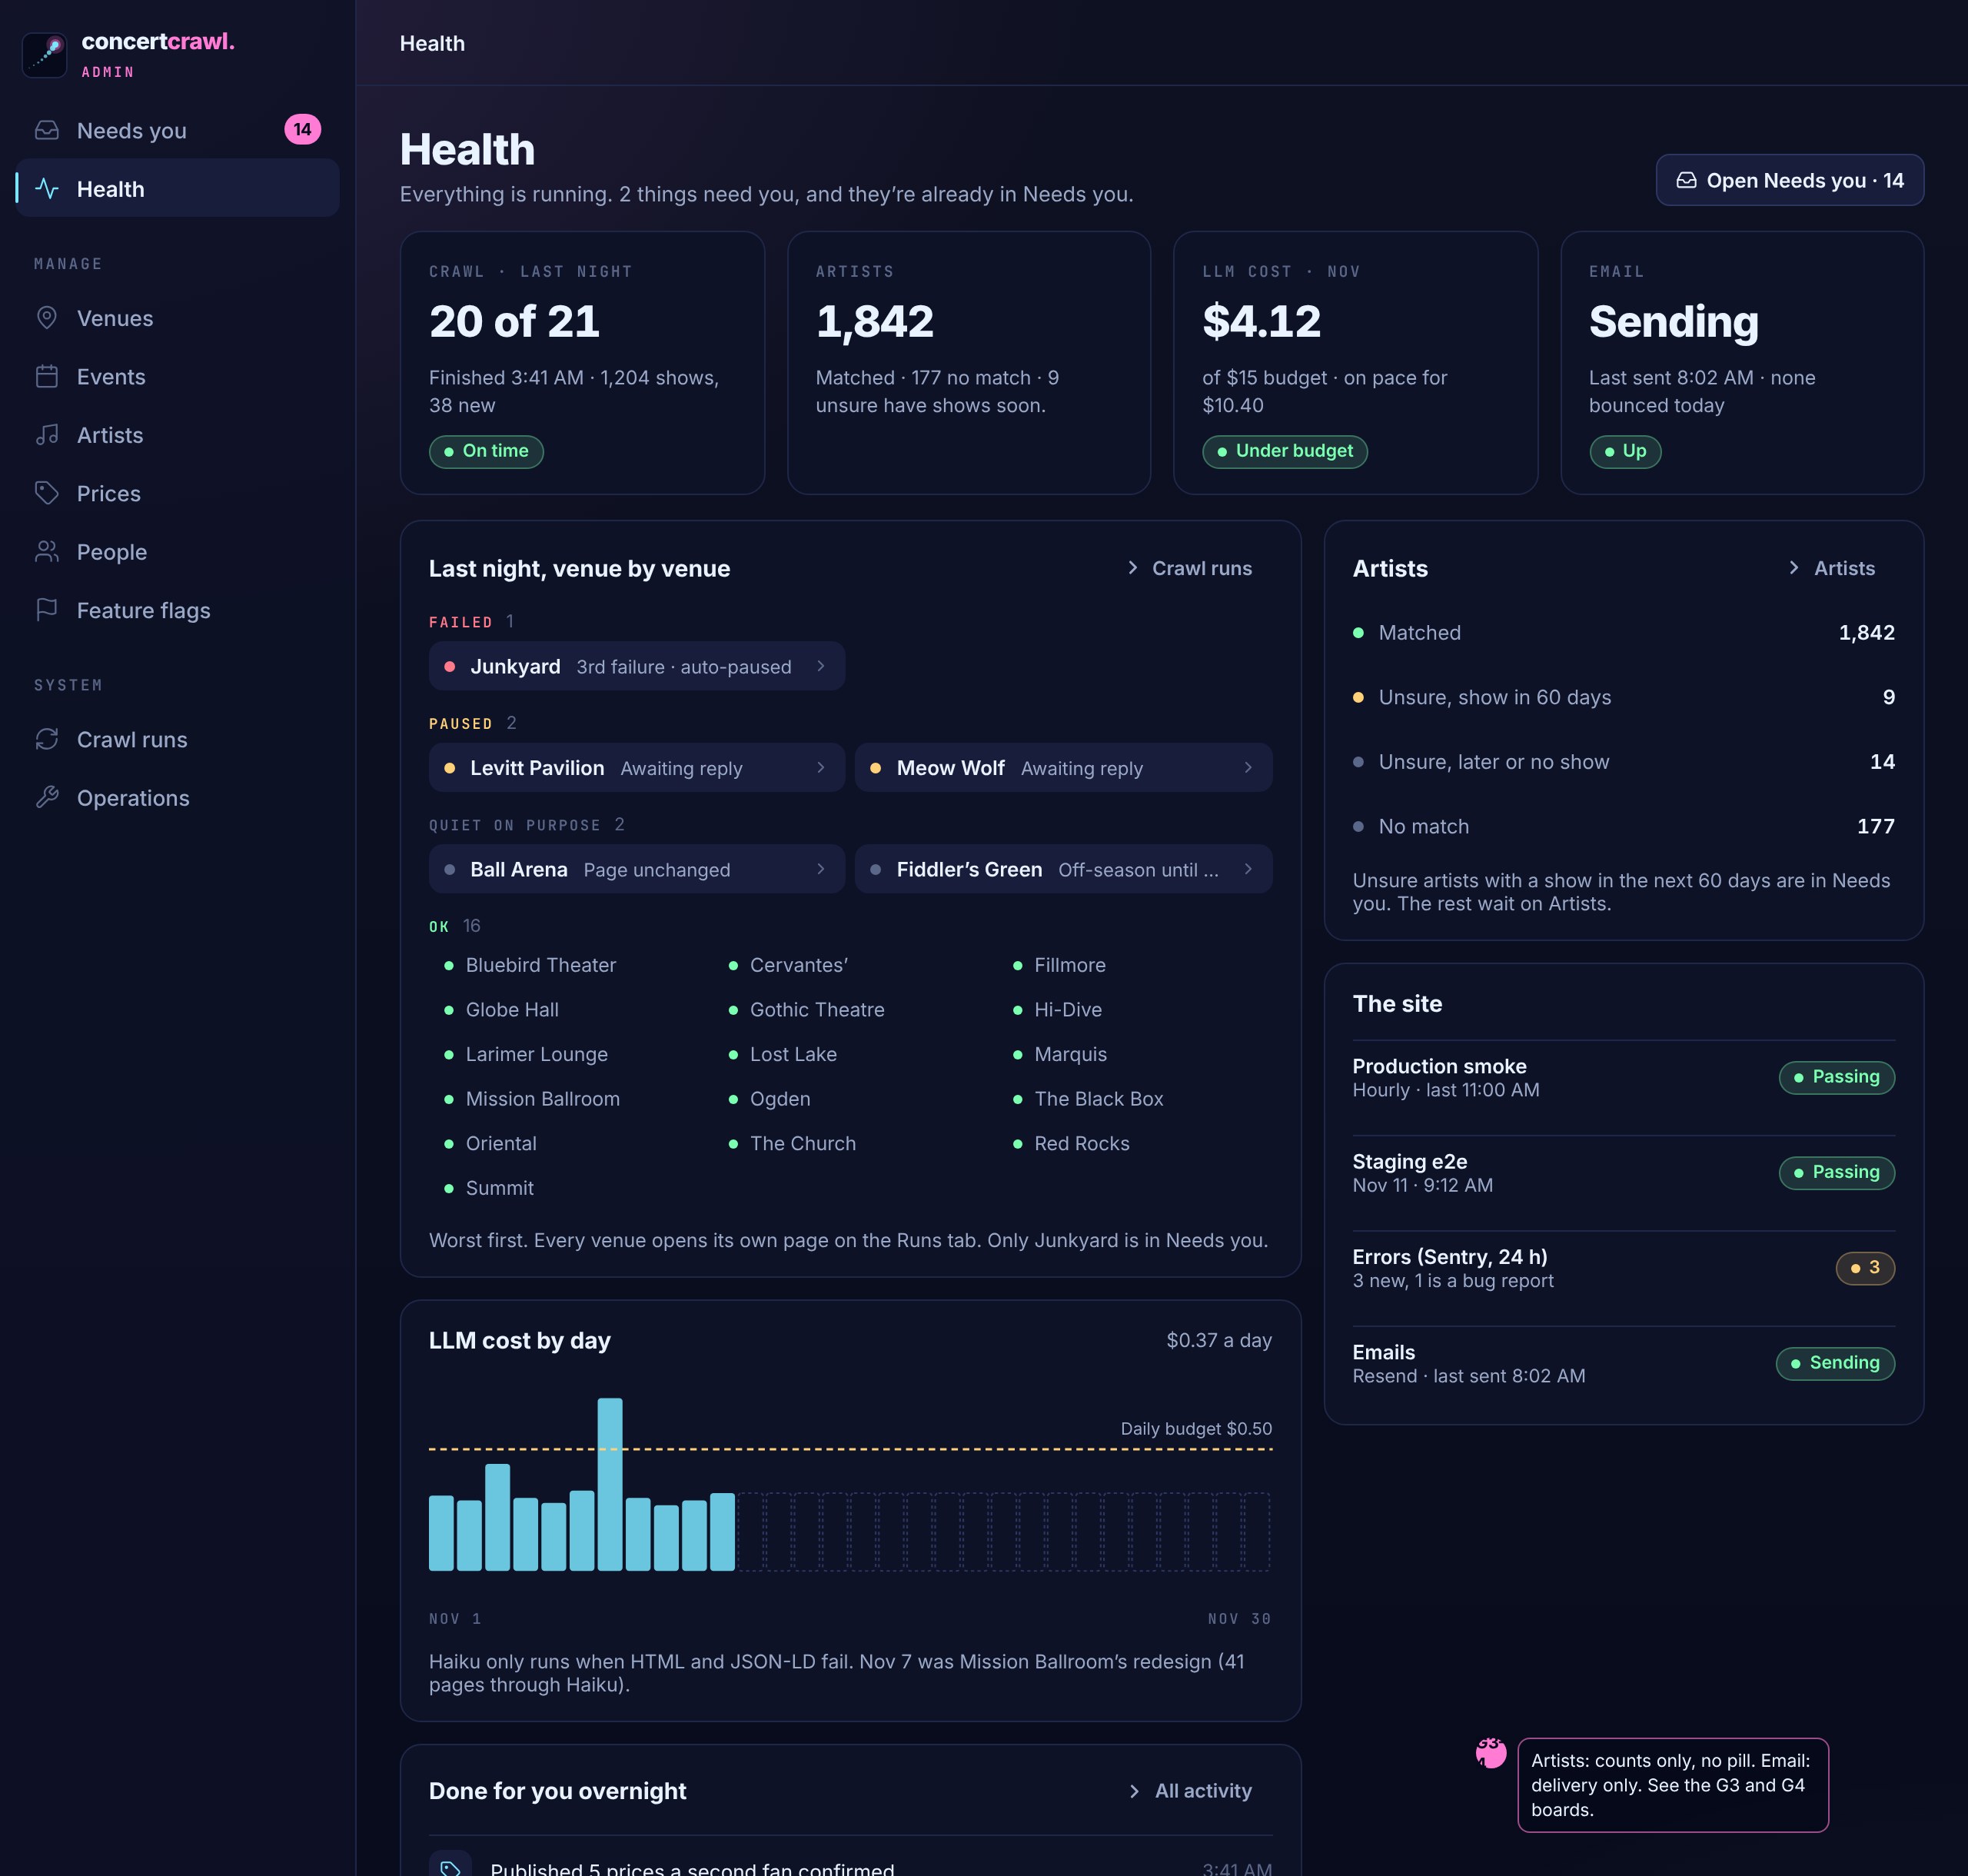 concertcrawl.
ADMIN
Needs you 14
Health
MANAGE
Venues
Events
Artists
Prices
People
Feature flags
SYSTEM
Crawl runs
Operations
Health
Health
Everything is running. 2 things need you, and they’re already in Needs you.
Open Needs you · 14
CRAWL · LAST NIGHT
20 of 21
Finished 3:41 AM · 1,204 shows,
38 new
On time
ARTISTS
1,842
Matched · 177 no match · 9
unsure have shows soon.
LLM COST · NOV
$4.12
of $15 budget · on pace for
$10.40
Under budget
EMAIL
Sending
Last sent 8:02 AM · none
bounced today
Up
Last night, venue by venue
Crawl runs
FAILED 1
Junkyard 3rd failure · auto-paused
PAUSED 2
Levitt Pavilion Awaiting reply
Meow Wolf Awaiting reply
QUIET ON PURPOSE 2
Ball Arena Page unchanged
Fiddler’s Green Off-season until ...
OK 16
Bluebird Theater
Cervantes’
Fillmore
Globe Hall
Gothic Theatre
Hi-Dive
Larimer Lounge
Lost Lake
Marquis
Mission Ballroom
Ogden
The Black Box
Oriental
The Church
Red Rocks
Summit
Worst first. Every venue opens its own page on the Runs tab. Only Junkyard is in Needs you.
Artists
Artists
Matched 1,842
Unsure, show in 60 days 9
Unsure, later or no show 14
No match 177
Unsure artists with a show in the next 60 days are in Needs
you. The rest wait on Artists.
The site
Production smoke
Hourly · last 11:00 AM
Passing
Staging e2e
Nov 11 · 9:12 AM
Passing
Errors (Sentry, 24 h)
3 new, 1 is a bug report
3
Emails
Resend · last sent 8:02 AM
Sending
LLM cost by day
$0.37 a day
Daily budget $0.50
NOV 1
NOV 30
Haiku only runs when HTML and JSON-LD fail. Nov 7 was Mission Ballroom’s redesign (41
pages through Haiku).
Done for you overnight
All activity
Published 5 prices a second fan confirmed
3:41 AM
Artists: counts only, no pill. Email:
delivery only. See the G3 and G4
boards.